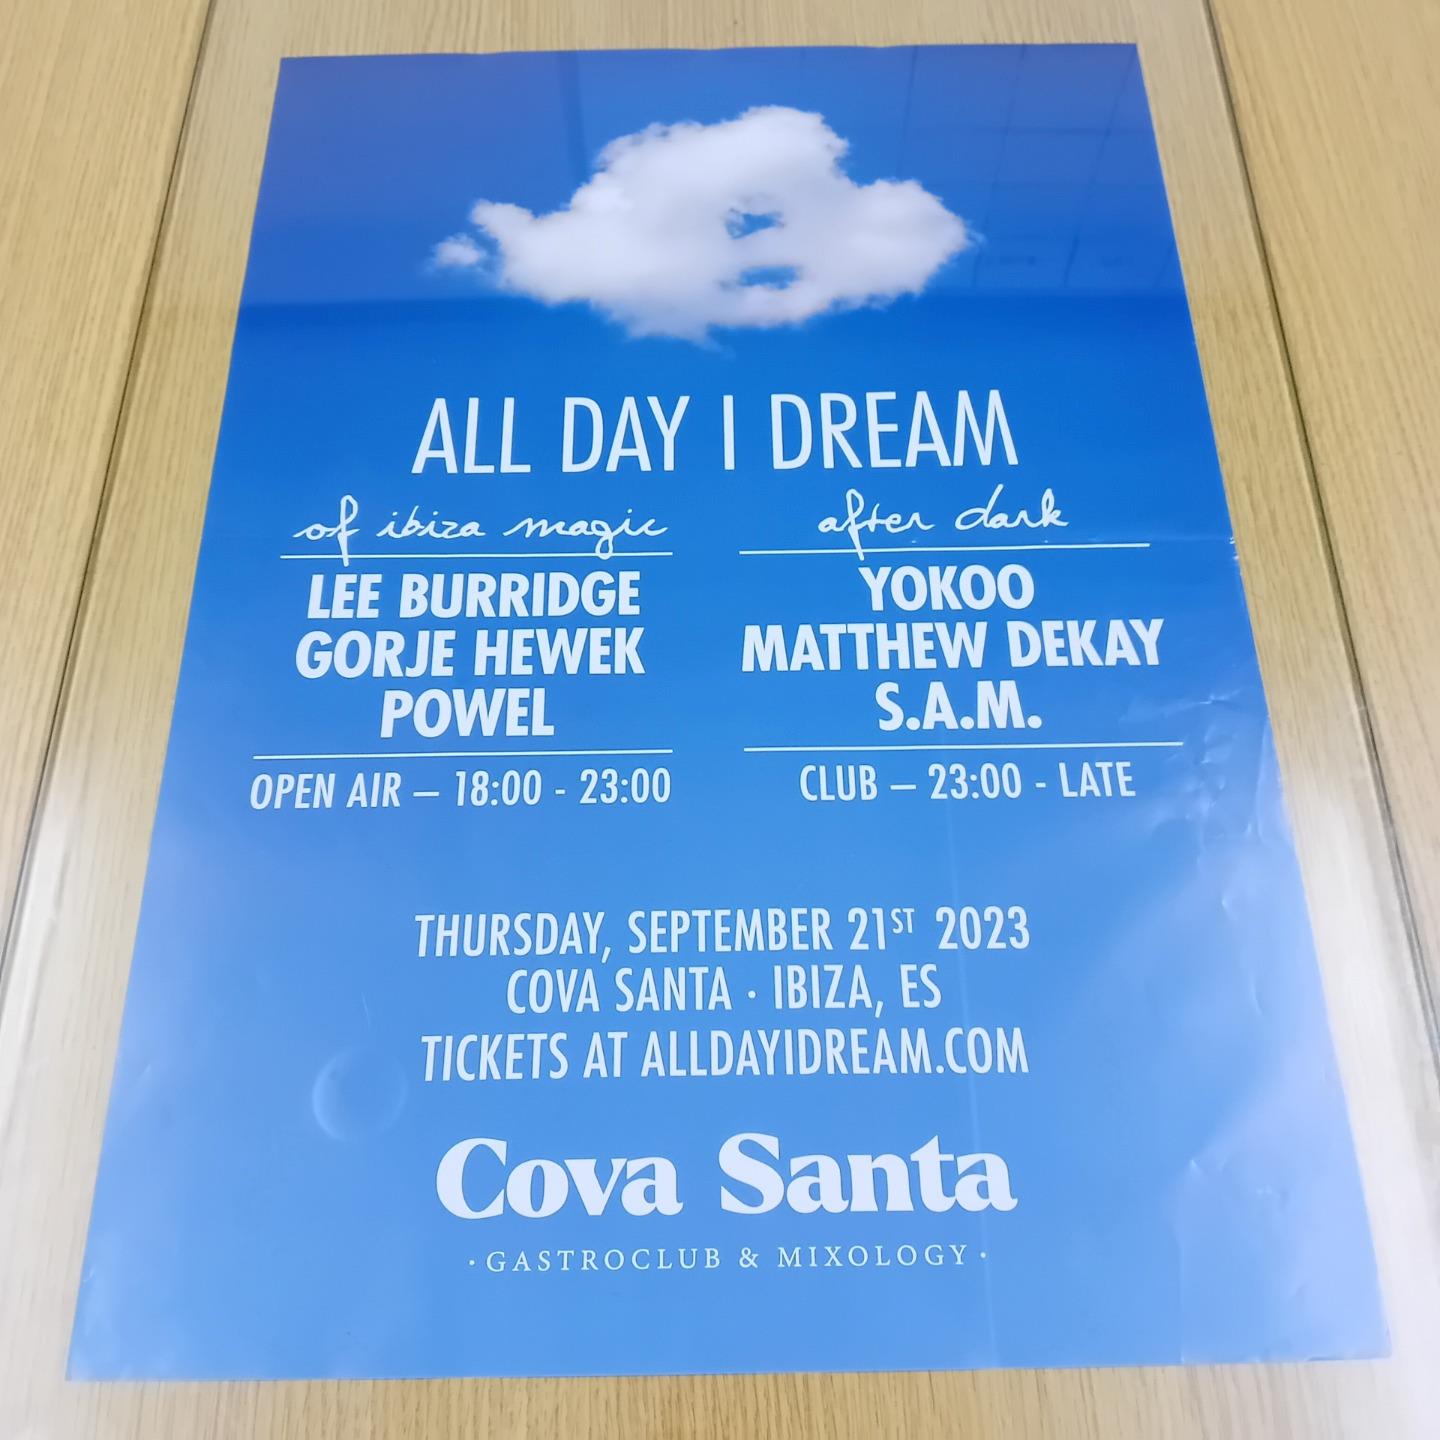 ALL DAY I DREAM
of ibiza magic
LEE BURRIDGE
GORJE HEWEK
POWEL
OPEN AIR – 18:00 - 23:00
after dark
YOKOO
MATTHEW DEKAY
S.A.M.
CLUB – 23:00 - LATE
THURSDAY, SEPTEMBER 21ST 2023
COVA SANTA · IBIZA, ES
TICKETS AT ALLDAYIDREAM.COM
Cova Santa
· GASTROCLUB & MIXOLOGY ·